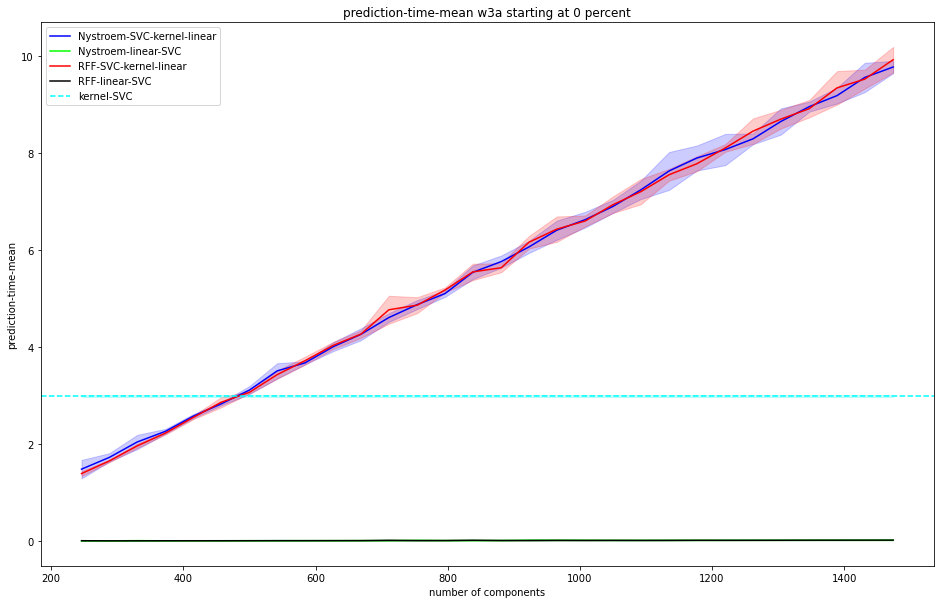 prediction-time-mean w3a starting at 0 percent
Nystroem-SVC-kernel-linear
Nystroem-linear-SVC
RFF-SVC-kernel-linear
RFF-linear-SVC
kernel-SVC
prediction-time-mean
10
8
6
4
2
0
200 400 600 800 1000 1200 1400
number of components